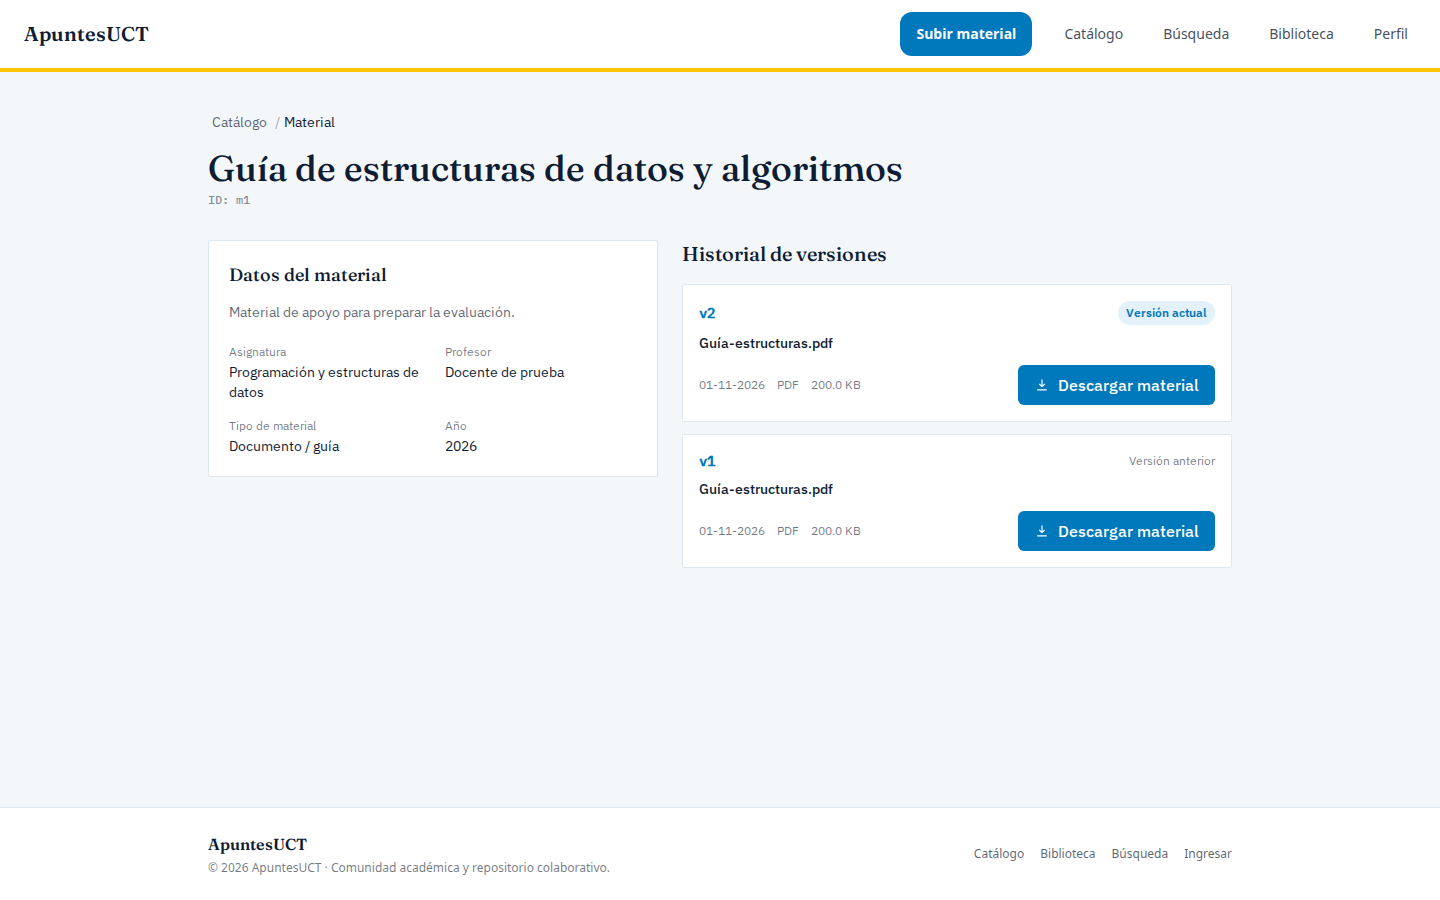 ApuntesUCT
Subir material
Catálogo
Búsqueda
Biblioteca
Perfil
Catálogo / Material
Guía de estructuras de datos y algoritmos
ID: m1
Datos del material
Material de apoyo para preparar la evaluación.
Asignatura
Programación y estructuras de
datos
Profesor
Docente de prueba
Tipo de material
Documento / guía
Año
2026
Historial de versiones
v2
Versión actual
Guía-estructuras.pdf
01-11-2026 PDF 200.0 KB
Descargar material
v1
Versión anterior
Guía-estructuras.pdf
01-11-2026 PDF 200.0 KB
Descargar material
ApuntesUCT
© 2026 ApuntesUCT · Comunidad académica y repositorio colaborativo.
Catálogo
Biblioteca
Búsqueda
Ingresar